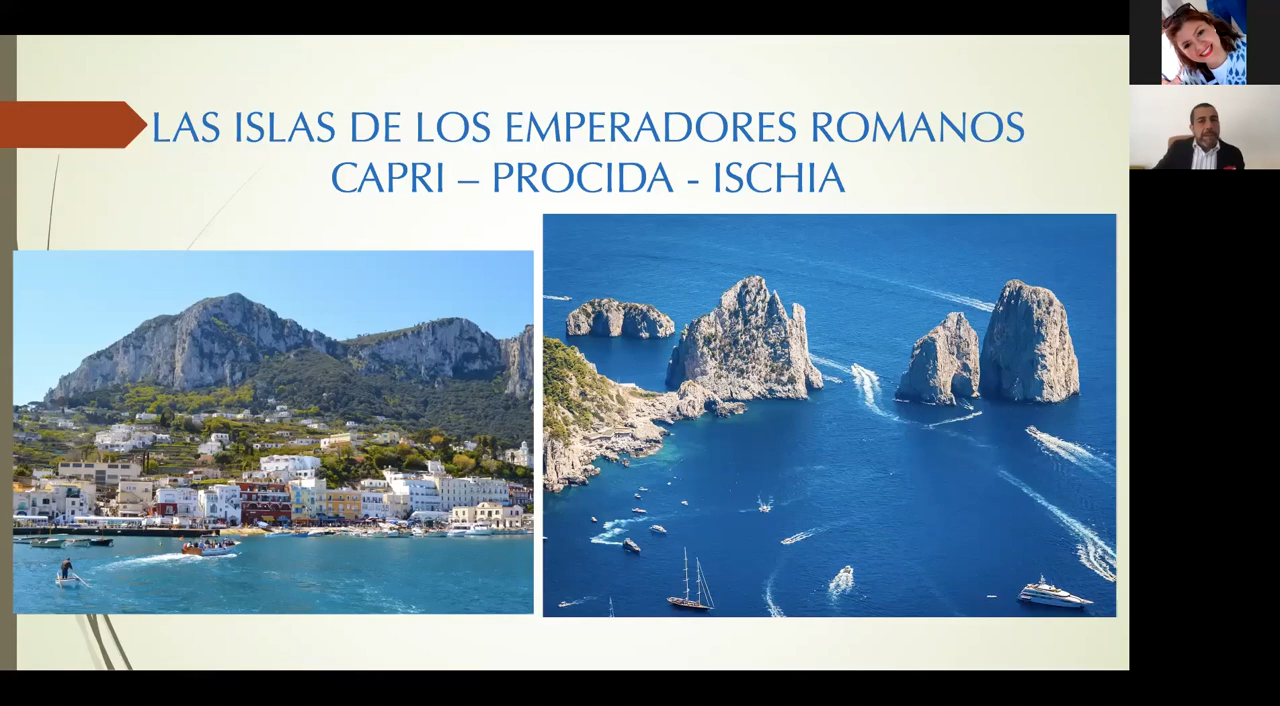 LAS ISLAS DE LOS EMPERADORES ROMANOS
CAPRI – PROCIDA - ISCHIA